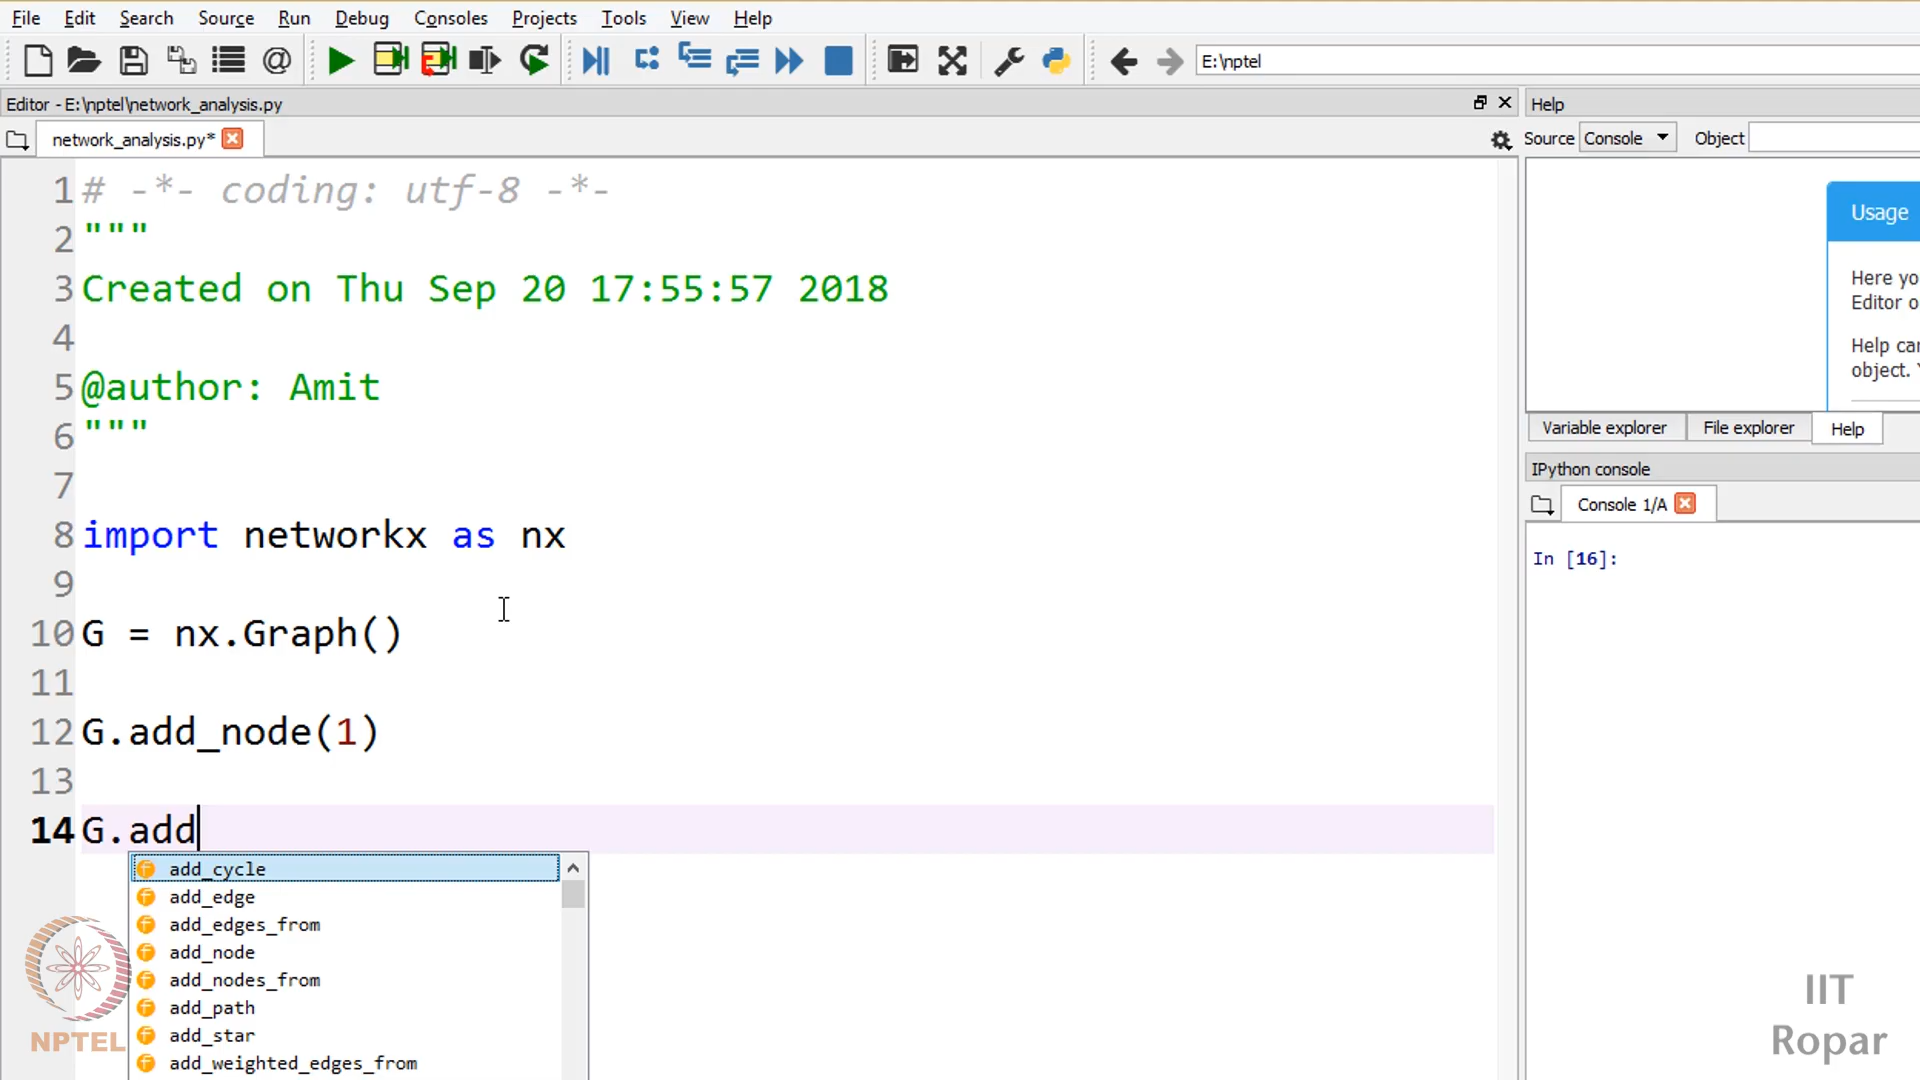 File Edit Search Source Run Debug Consoles Projects Tools View Help
E:\nptel
Editor - E:\nptel\network_analysis.py
Help
network_analysis.py*
Source Console Object
1 # -*- coding: utf-8 -*-
2 """
3 Created on Thu Sep 20 17:55:57 2018
4
5 @author: Amit
6 """
7
8 import networkx as nx
9
10 G = nx.Graph()
11
12 G.add_node(1)
13
14 G.add
add_cycle
add_edge
add_edges_from
add_node
add_nodes_from
add_path
add_star
add_weighted_edges_from
Usage
Here yo
Editor o
Help car
object.
Variable explorer File explorer Help
IPython console
Console 1/A
In [16]:
NPTEL
IIT
Ropar